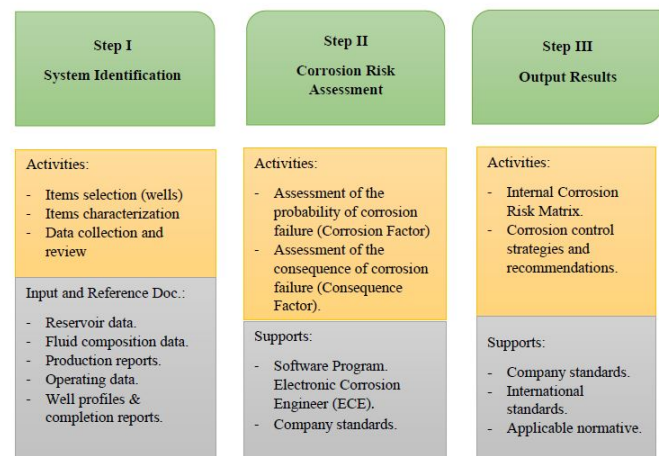 Step I
System Identification
Activities:
- Items selection (wells)
- Items characterization
- Data collection and
review
Input and Reference Doc.:
- Reservoir data.
- Fluid composition data.
- Production reports.
- Operating data.
- Well profiles &
completion reports.
Step II
Corrosion Risk
Assessment
Activities:
- Assessment of the
probability of corrosion
failure (Corrosion Factor)
- Assessment of the
consequence of corrosion
failure (Consequence
Factor).
Supports:
- Software Program.
Electronic Corrosion
Engineer (ECE).
- Company standards.
Step III
Output Results
Activities:
- Internal Corrosion
Risk Matrix.
- Corrosion control
strategies and
recommendations.
Supports:
- Company standards.
- International
standards.
- Applicable normative.